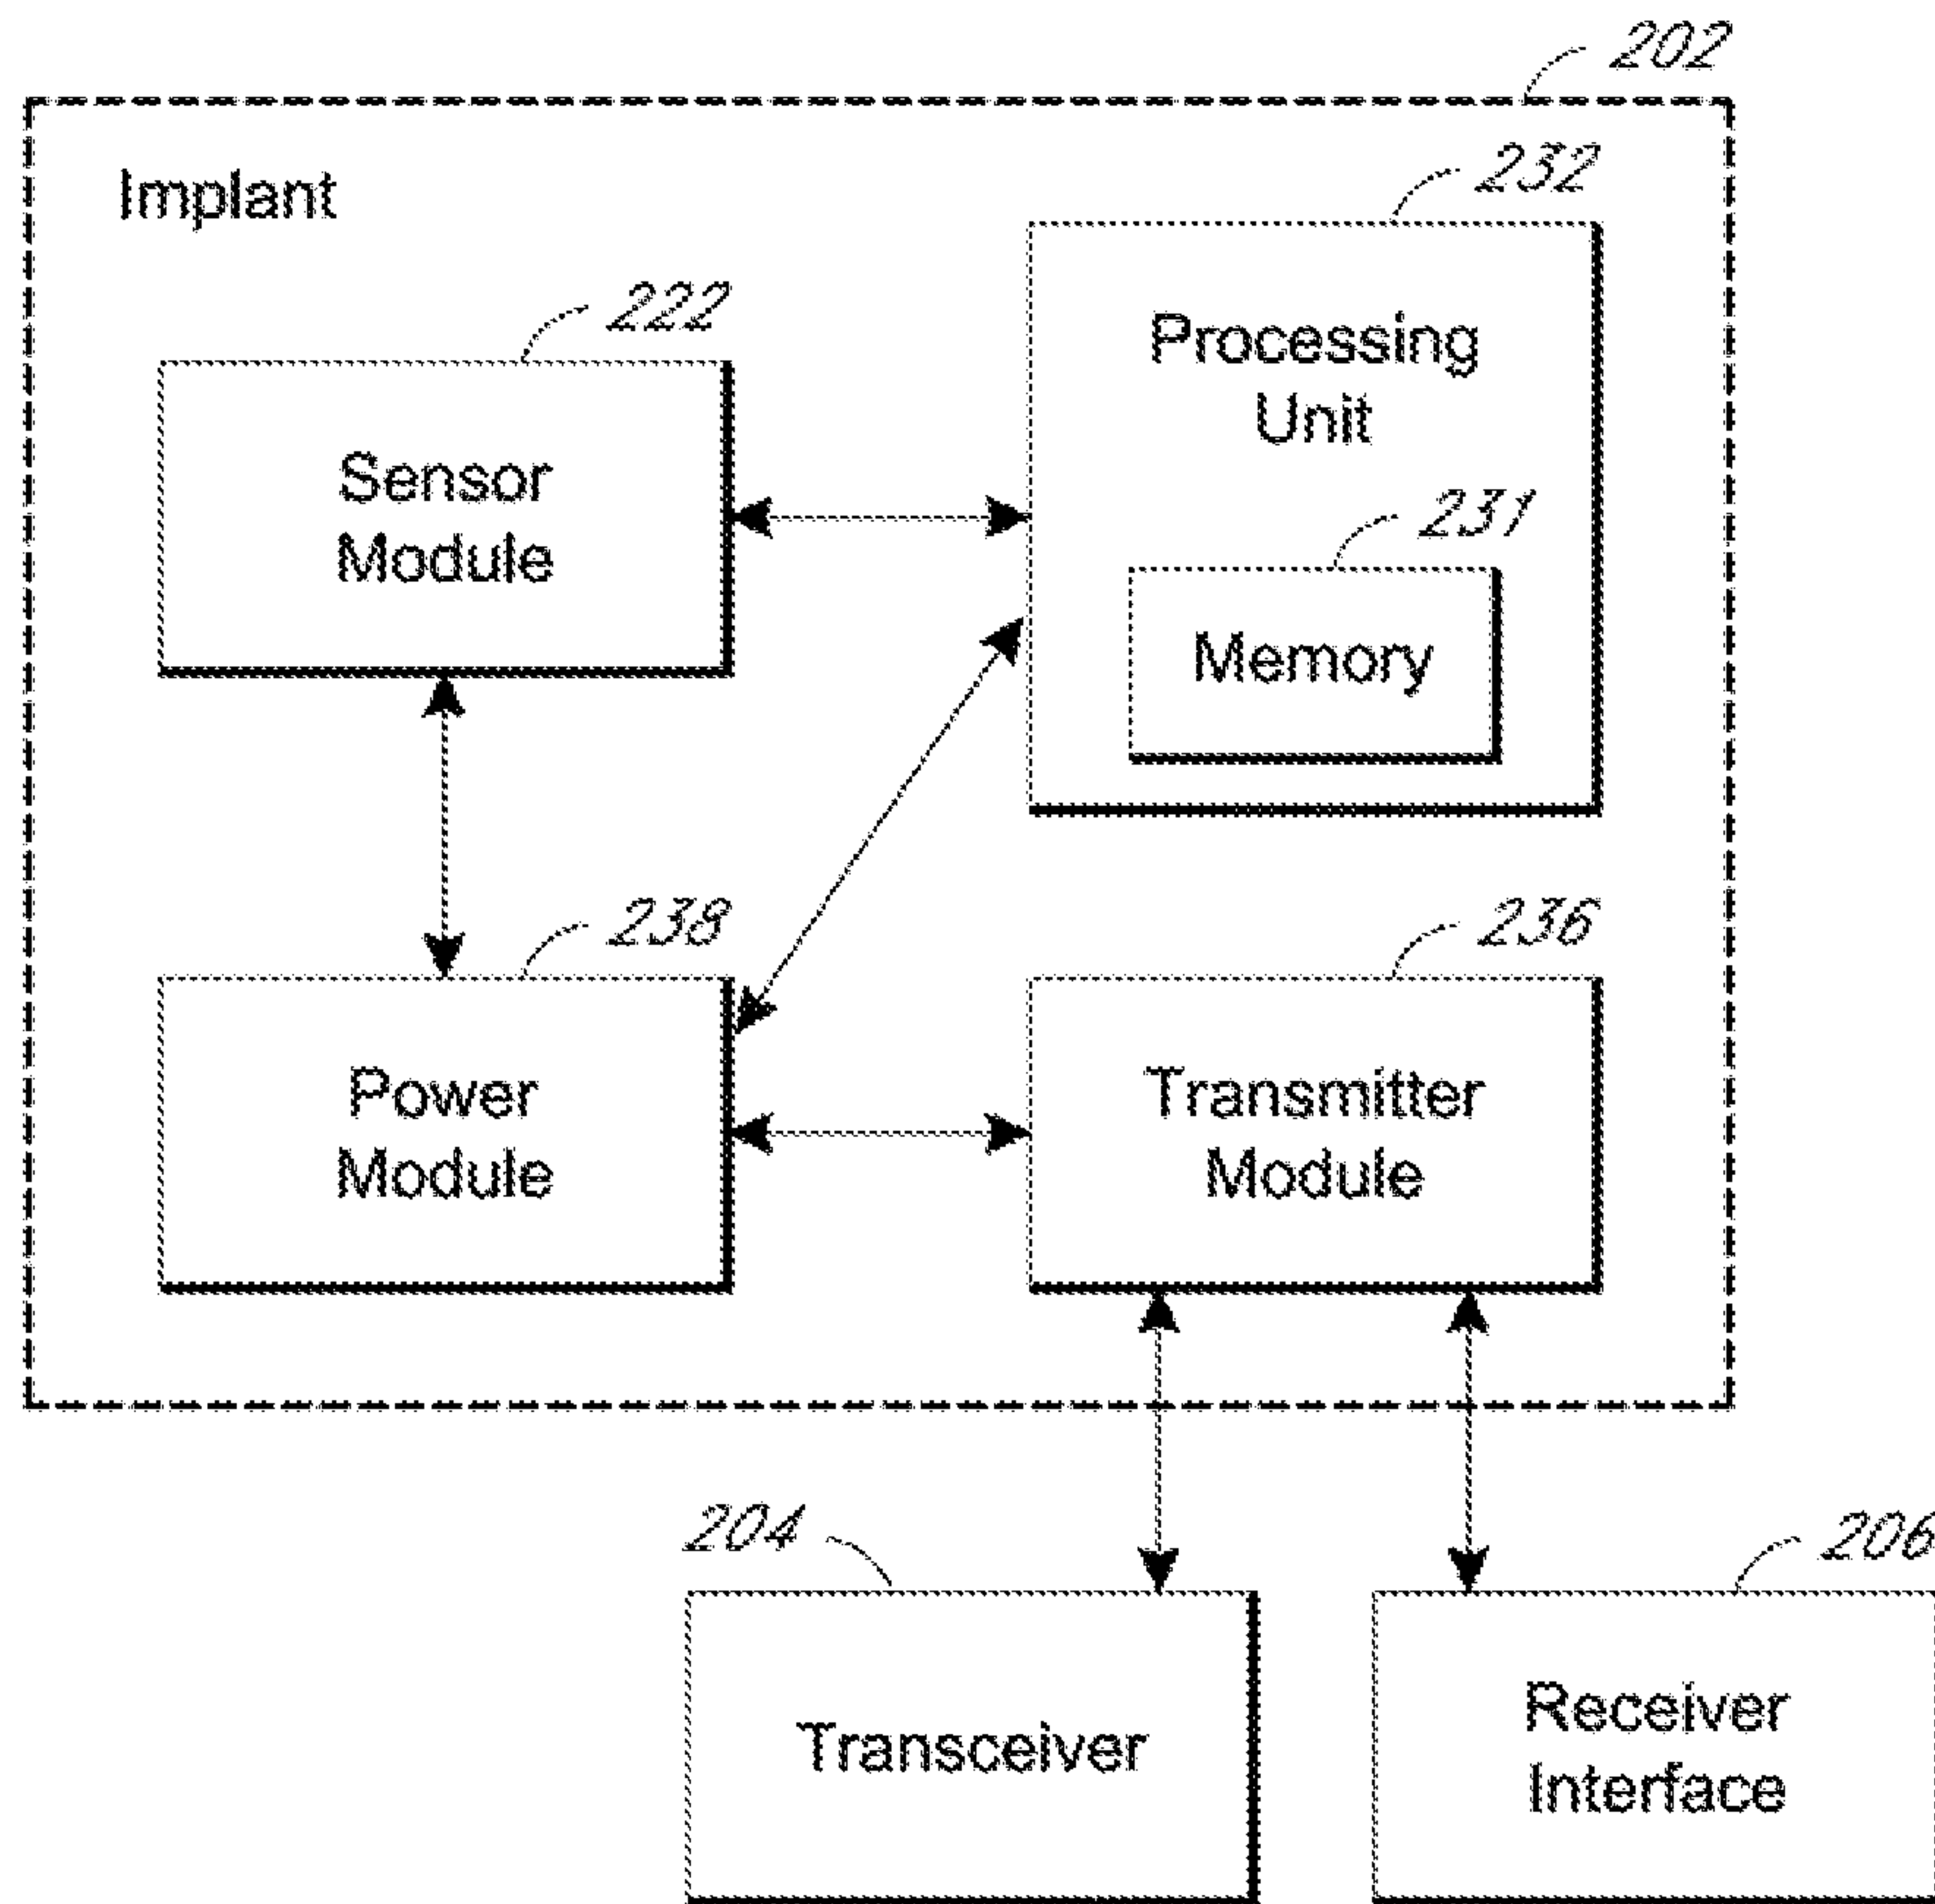 202
Implant
232
222
Processing
Unit
Sensor
Module
231
Memory
238
236
Power
Module
Transmitter
Module
204
206
Transceiver
Receiver
Interface